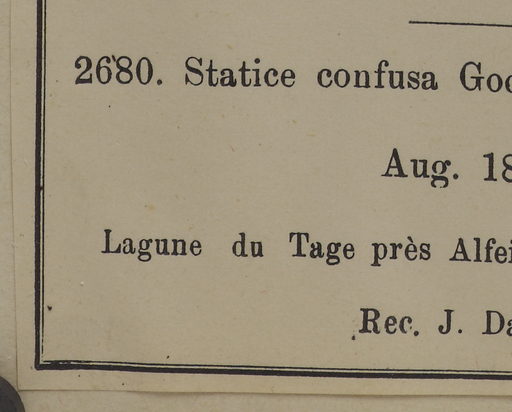 2680. Statice confusa
Aug.
Lagune du Tage près
Rec. J.